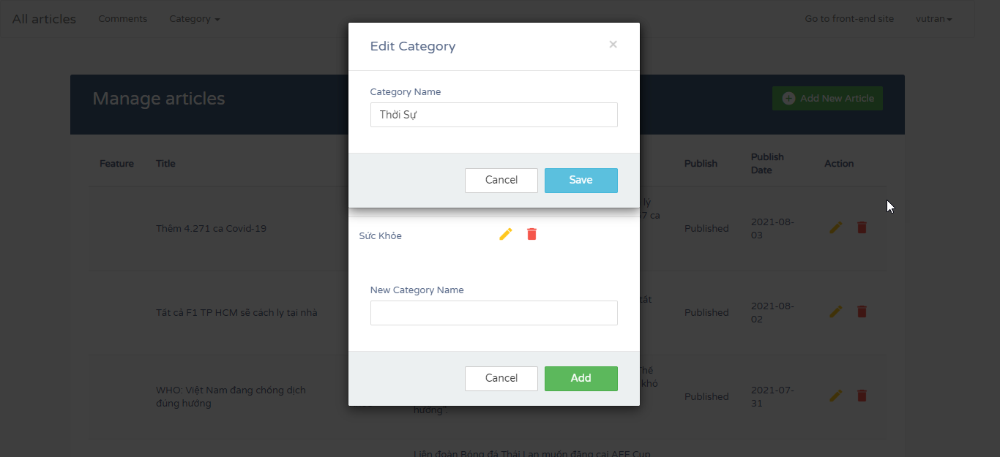 All articles Comments Category Go to front-end site vutran
Edit Category ×
Manage articles Add New Article
Category Name
Thời Sự
Feature Title Publish Publish Date Action
Cancel Save
lý
7 ca
Thêm 4.271 ca Covid-19 Published 2021-08-03
Sức Khỏe
New Category Name
tất
Tất cả F1 TP HCM sẽ cách ly tại nhà Published 2021-08-02
Cancel Add
Thế
khó
WHO: Việt Nam đang chống dịch đúng hướng Published 2021-07-31
hướng".
Liên đoàn Bóng đá Thái Lan muốn đăng cai AFF Cup